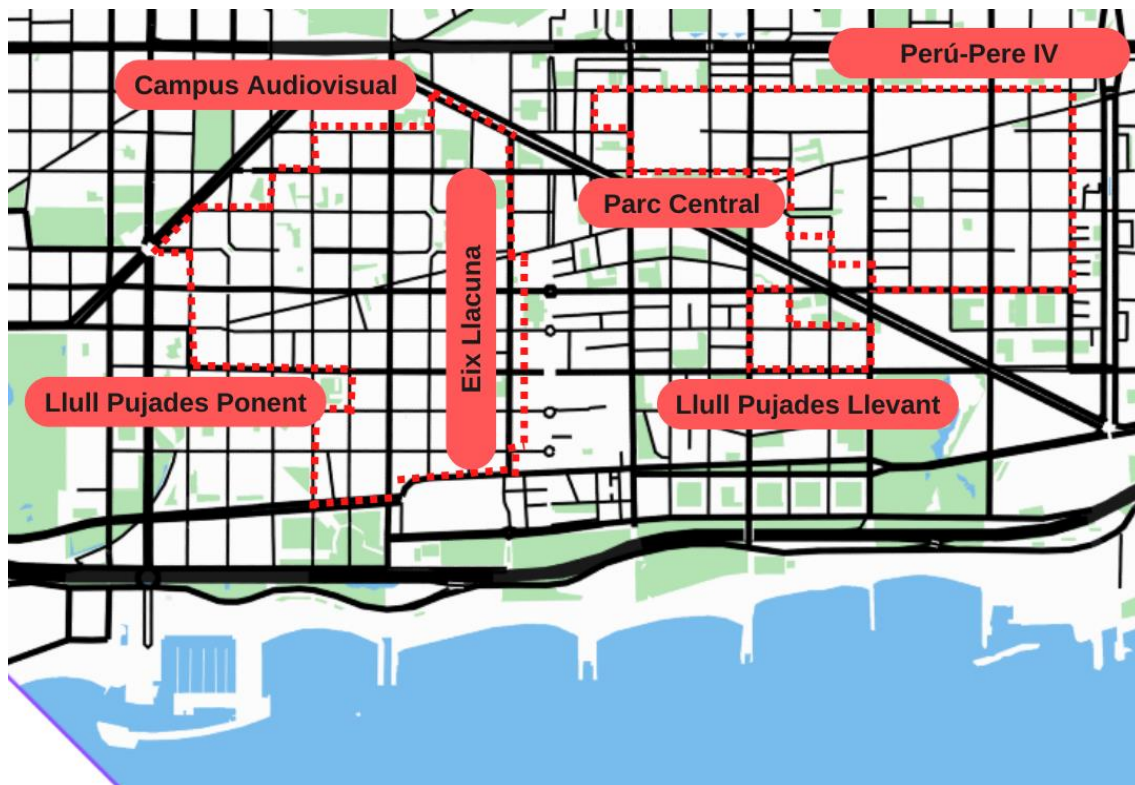 Perú-Pere IV
Campus Audiovisual
Parc Central
Eix Llacuna
Llull Pujades Ponent
Llull Pujades Llevant